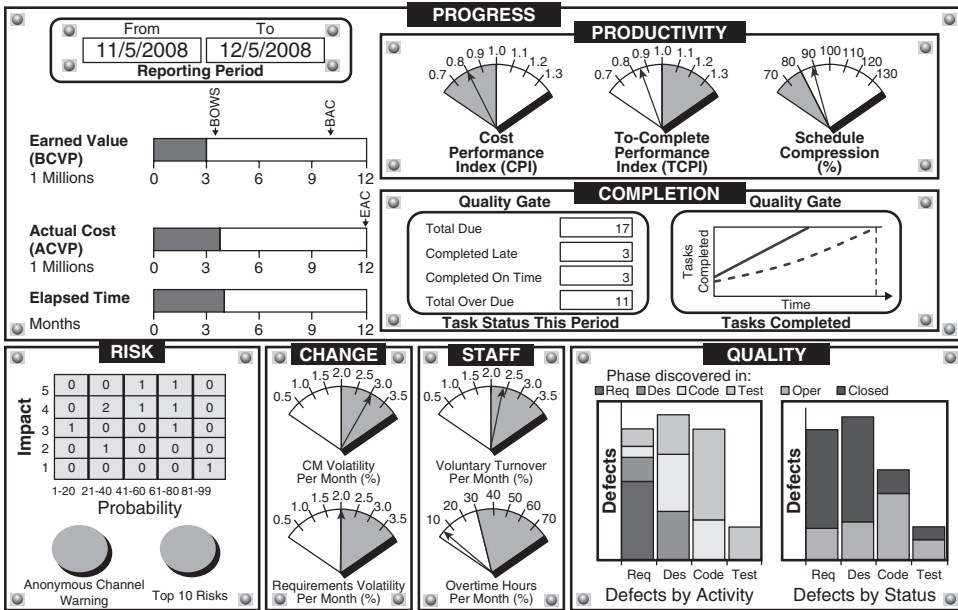 PROGRESS
From To
11/5/2008 12/5/2008
Reporting Period
BOWS
BAC
Earned Value
(BCVP)
1 Millions
0 3 6 9 12
EAC
Actual Cost
(ACVP)
1 Millions
0 3 6 9 12
Elapsed Time
Months
0 3 6 9 12
PRODUCTIVITY
0.7 0.8 0.9 1.0 1.1 1.2 1.3
Cost
Performance
Index (CPI)
0.7 0.8 0.9 1.0 1.1 1.2 1.3
To-Complete
Performance
Index (TCPI)
70 80 90 100 110 120 130
Schedule
Compression
(%)
COMPLETION
Quality Gate
Total Due 17
Completed Late 3
Completed On Time 3
Total Over Due 11
Task Status This Period
Quality Gate
Tasks
Completed
Time
Tasks Completed
RISK
Impact
5 0 0 1 1 0
4 0 2 1 1 0
3 1 0 0 1 0
2 0 1 0 0 0
1 0 0 0 0 1
1-20 21-40 41-60 61-80 81-99
Probability
Anonymous Channel
Warning
Top 10 Risks
CHANGE
0.5 1.0 1.5 2.0 2.5 3.0 3.5
CM Volatility
Per Month (%)
0.5 1.0 1.5 2.0 2.5 3.0 3.5
Requirements Volatility
Per Month (%)
STAFF
0.5 1.0 1.5 2.0 2.5 3.0 3.5
Voluntary Turnover
Per Month (%)
10 20 30 40 50 60 70
Overtime Hours
Per Month (%)
QUALITY
Phase discovered in:
Req Des Code Test
Defects
Req Des Code Test
Defects by Activity
Oper Closed
Defects
Req Des Code Test
Defects by Status